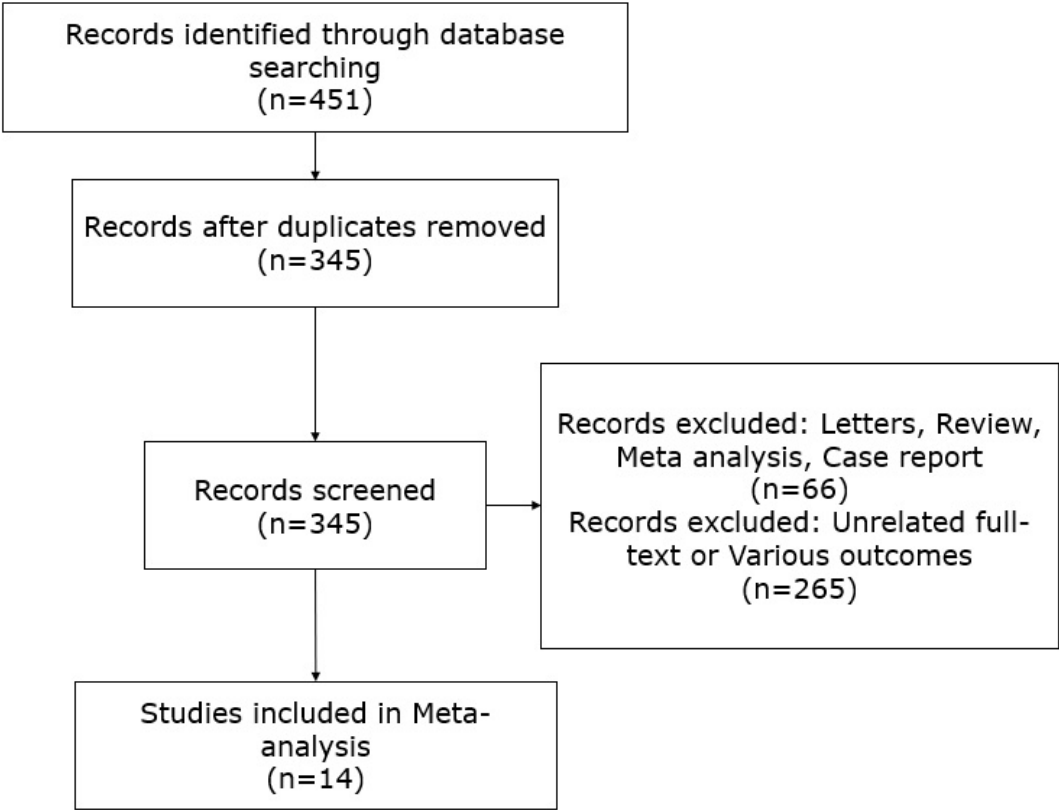 Records identified through database
searching
(n=451)
Records after duplicates removed
(n=345)
Records screened
(n=345)
Records excluded: Letters, Review,
Meta analysis, Case report
(n=66)
Records excluded: Unrelated full-
text or Various outcomes
(n=265)
Studies included in Meta-
analysis
(n=14)